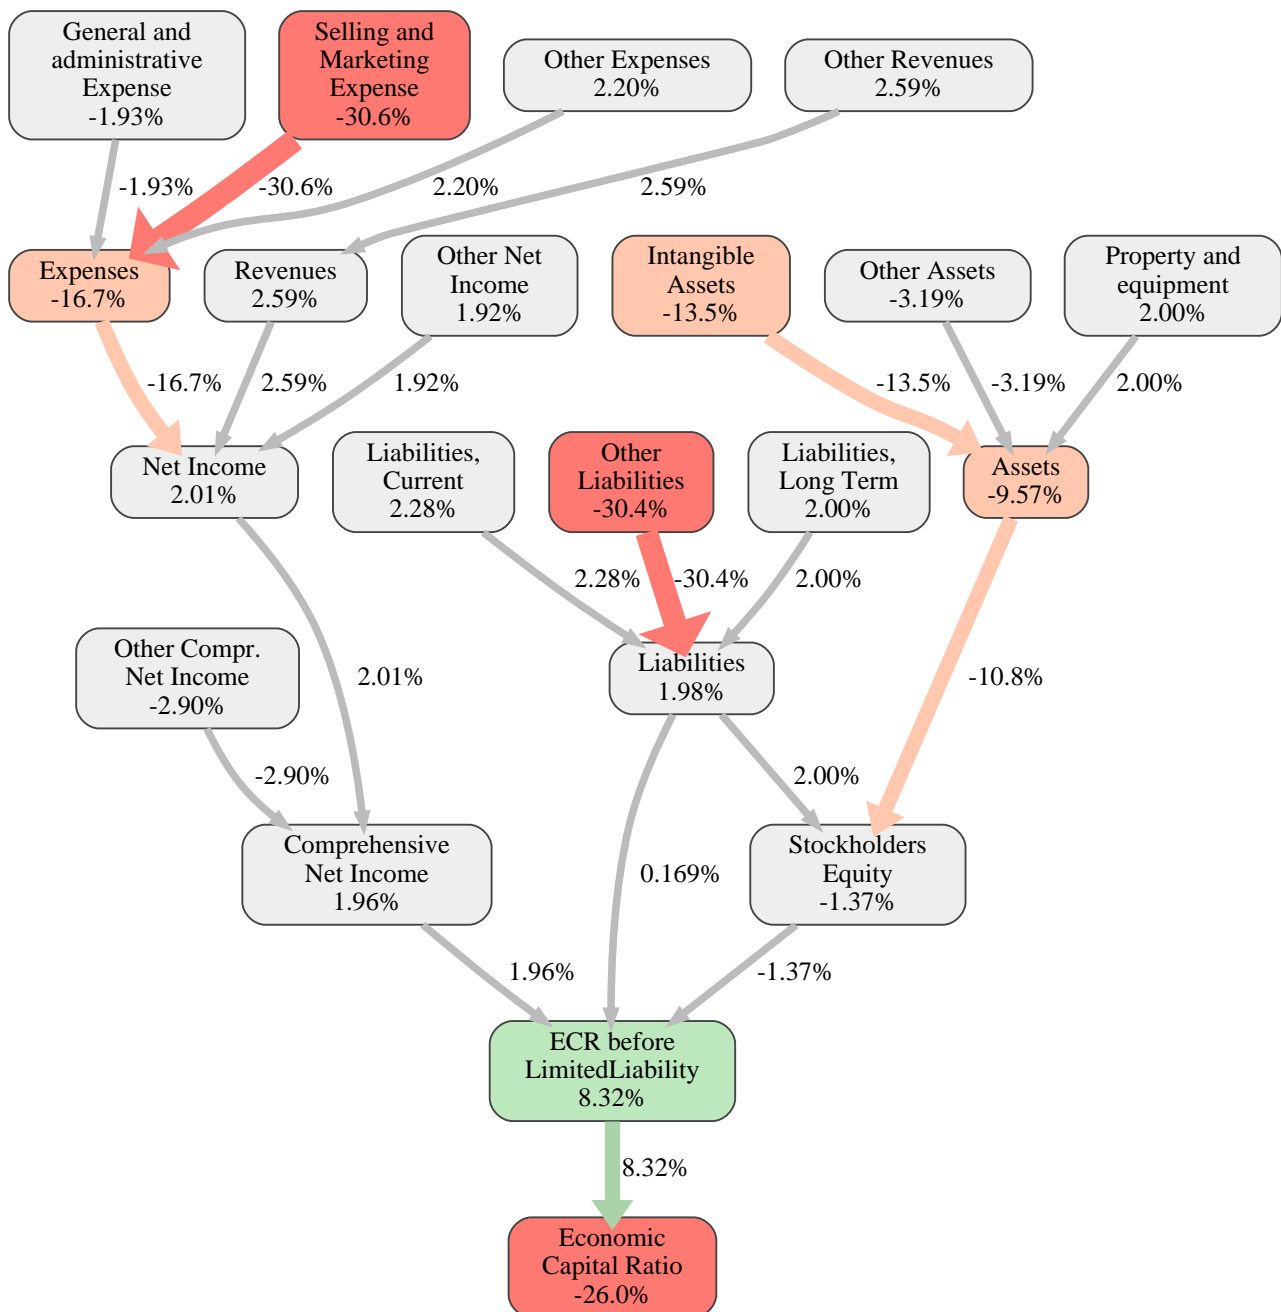 General and
administrative
Expense
-1.93%
Selling and
Marketing
Expense
-30.6%
Other Expenses
2.20%
Other Revenues
2.59%
-1.93%
-30.6%
2.20%
2.59%
Expenses
-16.7%
Revenues
2.59%
Other Net
Income
1.92%
Intangible
Assets
-13.5%
Other Assets
-3.19%
Property and
equipment
2.00%
-16.7%
2.59%
1.92%
-13.5%
-3.19%
2.00%
Net Income
2.01%
Liabilities,
Current
2.28%
Other
Liabilities
-30.4%
Liabilities,
Long Term
2.00%
Assets
-9.57%
2.28%
-30.4%
2.00%
Other Compr.
Net Income
-2.90%
2.01%
Liabilities
1.98%
-10.8%
-2.90%
2.00%
Comprehensive
Net Income
1.96%
0.169%
Stockholders
Equity
-1.37%
1.96%
-1.37%
ECR before
LimitedLiability
8.32%
8.32%
Economic
Capital Ratio
-26.0%